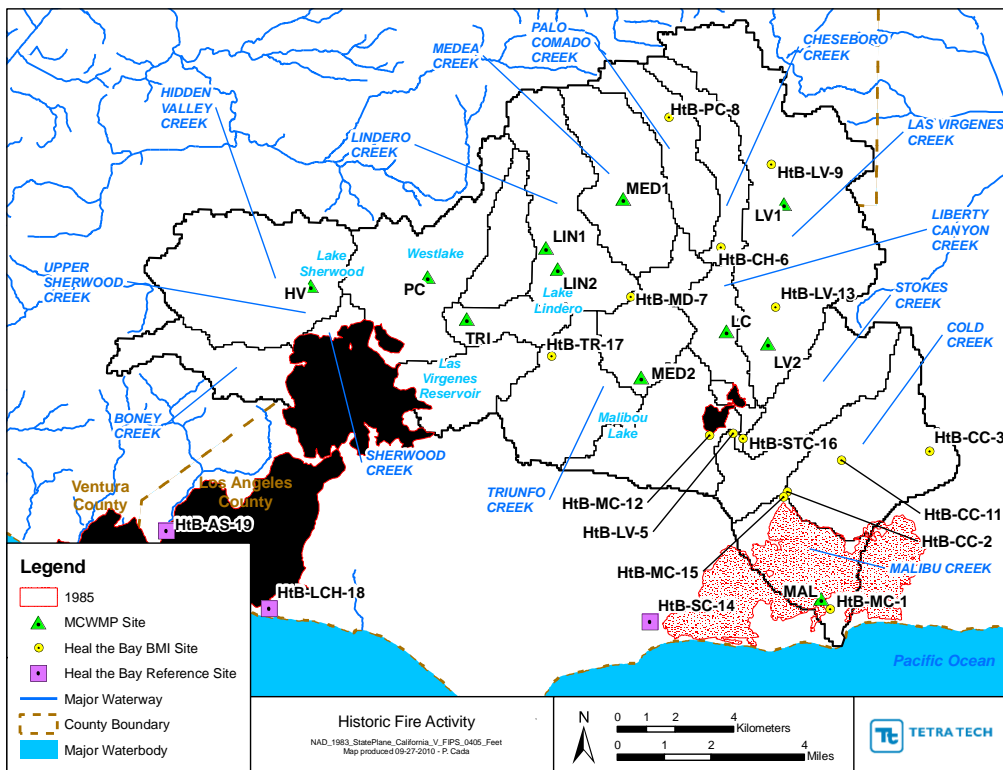 PALO
COMADO
CREEK
CHESEBORO
CREEK
MEDEA
CREEK
HIDDEN
VALLEY
CREEK
HtB-PC-8
LAS VIRGENES
CREEK
LINDERO
CREEK
HtB-LV-9
MED1
LV1
LIBERTY
CANYON
CREEK
LIN1
Lake
Sherwood
Westlake
UPPER
SHERWOOD
CREEK
HtB-CH-6
LIN2
HV
PC
Lake
Lindero
HtB-MD-7
HtB-LV-13
STOKES
CREEK
TRI
LC
COLD
CREEK
HtB-TR-17
LV2
Las
Virgenes
Reservoir
MED2
BONEY
CREEK
Malibou
Lake
HtB-STC-16
HtB-CC-3
SHERWOOD
CREEK
Ventura
County
Los Angeles
County
TRIUNFO
CREEK
HtB-MC-12
HtB-CC-11
HtB-AS-19
HtB-LV-5
HtB-CC-2
HtB-MC-15
MALIBU CREEK
HtB-LCH-18
MAL
HtB-MC-1
HtB-SC-14
Pacific Ocean
Legend
1985
MCWMP Site
Heal the Bay BMI Site
Heal the Bay Reference Site
Major Waterway
County Boundary
Major Waterbody
Historic Fire Activity
NAD_1983_StatePlane_California_V_FIPS_0405_Feet
Map produced 09-27-2010 - P. Cada
N
0 1 2 4
Kilometers
0 1 2 4
Miles
Tt TETRA TECH